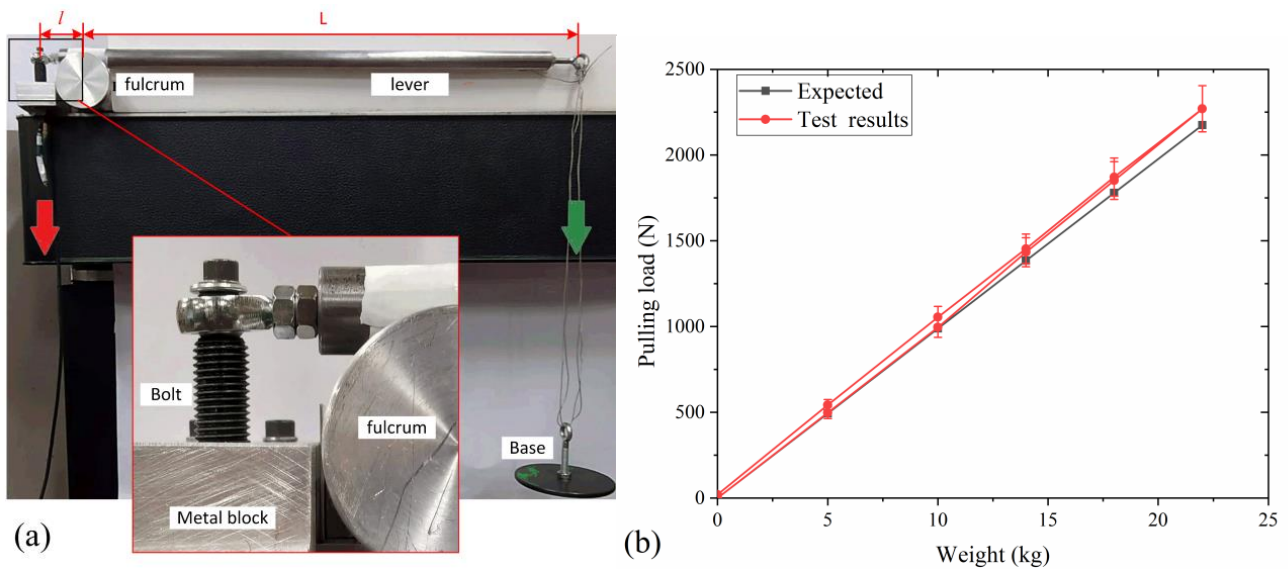 l
L
fulcrum
lever
Bolt
fulcrum
Base
Metal block
(a)
Expected
Test results
2500
2000
1500
1000
500
0
0
5
10
15
20
25
Pulling load (N)
Weight (kg)
(b)